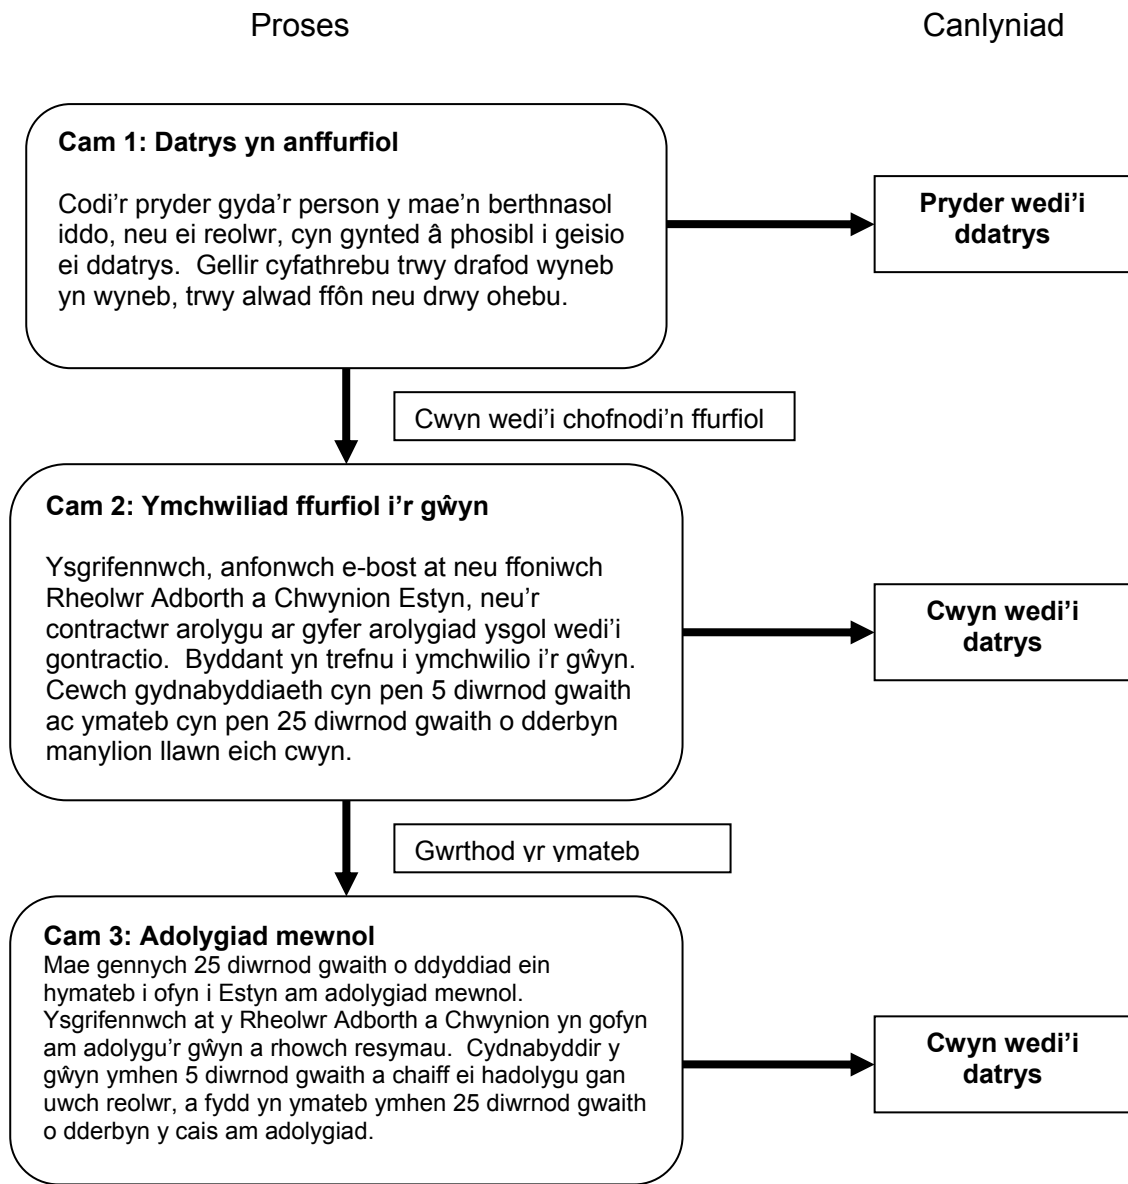 Proses
Canlyniad
Cam 1: Datrys yn anffurfiol
Codi’r pryder gyda’r person y mae’n berthnasol
iddo, neu ei reolwr, cyn gynted â phosibl i geisio
ei ddatrys.  Gellir cyfathrebu trwy drafod wyneb
yn wyneb, trwy alwad ffôn neu drwy ohebu.
Pryder wedi’i
ddatrys
Cwyn wedi’i chofnodi’n ffurfiol
Cam 2: Ymchwiliad ffurfiol i’r gŵyn
Ysgrifennwch, anfonwch e-bost at neu ffoniwch
Rheolwr Adborth a Chwynion Estyn, neu’r
contractwr arolygu ar gyfer arolygiad ysgol wedi’i
gontractio.  Byddant yn trefnu i ymchwilio i’r gŵyn.
Cewch gydnabyddiaeth cyn pen 5 diwrnod gwaith
ac ymateb cyn pen 25 diwrnod gwaith o dderbyn
manylion llawn eich cwyn.
Cwyn wedi’i
datrys
Gwrthod yr ymateb
Cam 3: Adolygiad mewnol
Mae gennych 25 diwrnod gwaith o ddyddiad ein
hymateb i ofyn i Estyn am adolygiad mewnol.
Ysgrifennwch at y Rheolwr Adborth a Chwynion yn gofyn
am adolygu’r gŵyn a rhowch resymau.  Cydnabyddir y
gŵyn ymhen 5 diwrnod gwaith a chaiff ei hadolygu gan
uwch reolwr, a fydd yn ymateb ymhen 25 diwrnod gwaith
o dderbyn y cais am adolygiad.
Cwyn wedi’i
datrys